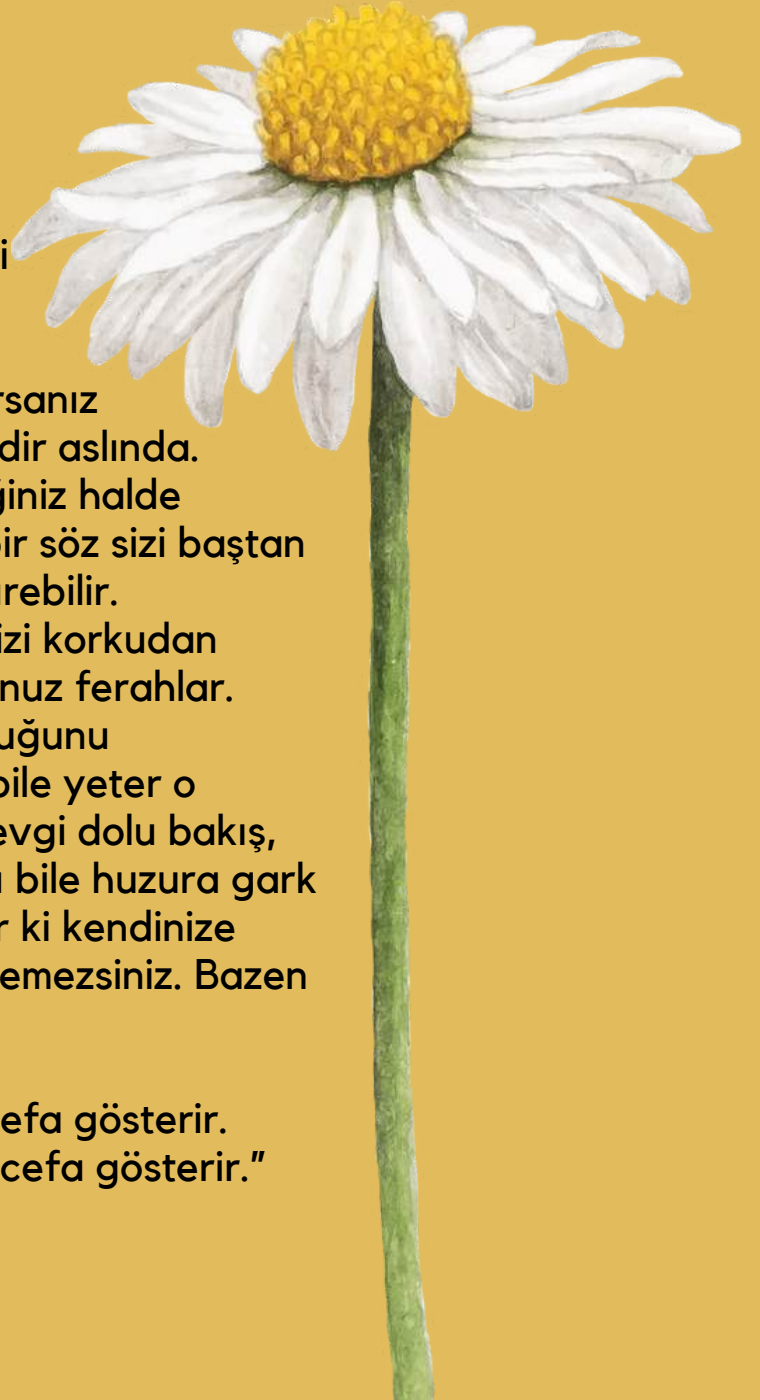 i
rsanız
dir aslında.
ğiniz halde
bir söz sizi baştan
rebilir.
izi korkudan
nuz ferahlar.
uğunu
bile yeter o
evgi dolu bakış,
bile huzura gark
r ki kendinize
emezsiniz. Bazen
efa gösterir.
cefa gösterir.”